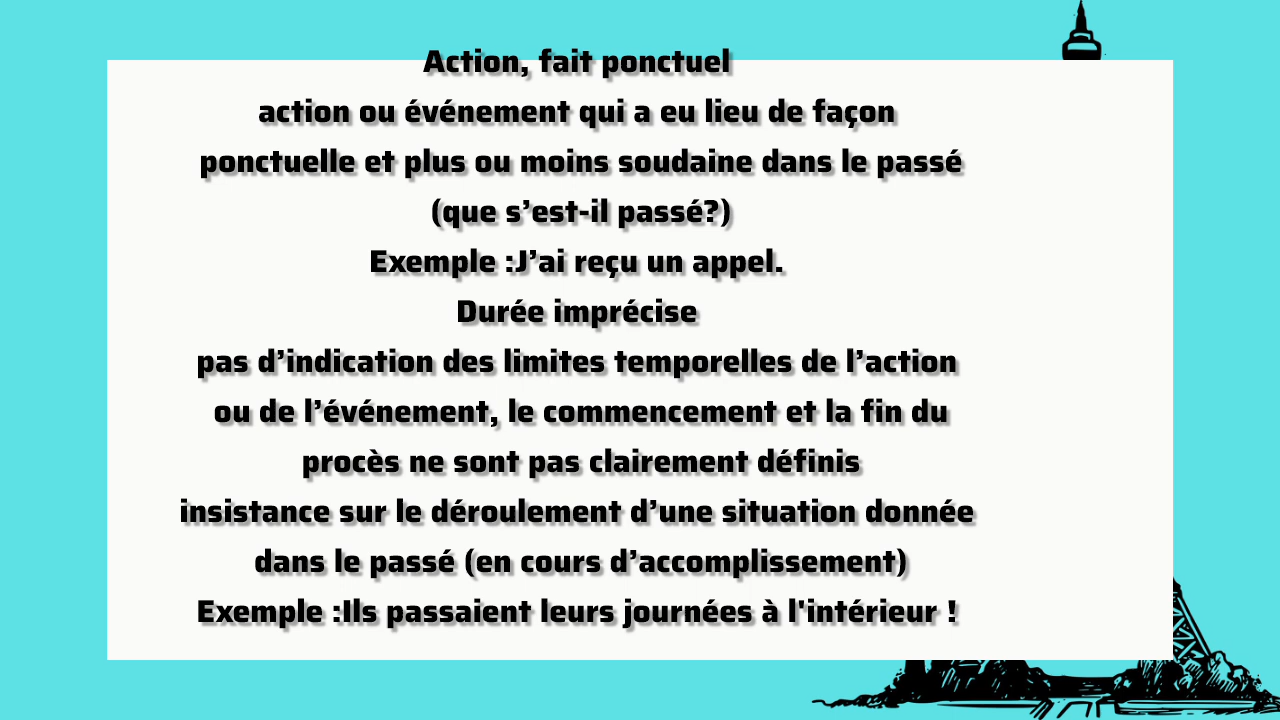 Action, fait ponctuel
action ou événement qui a eu lieu de façon
ponctuelle et plus ou moins soudaine dans le passé
(que s’est-il passé?)
Exemple :J’ai reçu un appel.
Durée imprécise
pas d’indication des limites temporelles de l’action
ou de l’événement, le commencement et la fin du
procès ne sont pas clairement définis
insistance sur le déroulement d’une situation donnée
dans le passé (en cours d’accomplissement)
Exemple :Ils passaient leurs journées à l'intérieur !